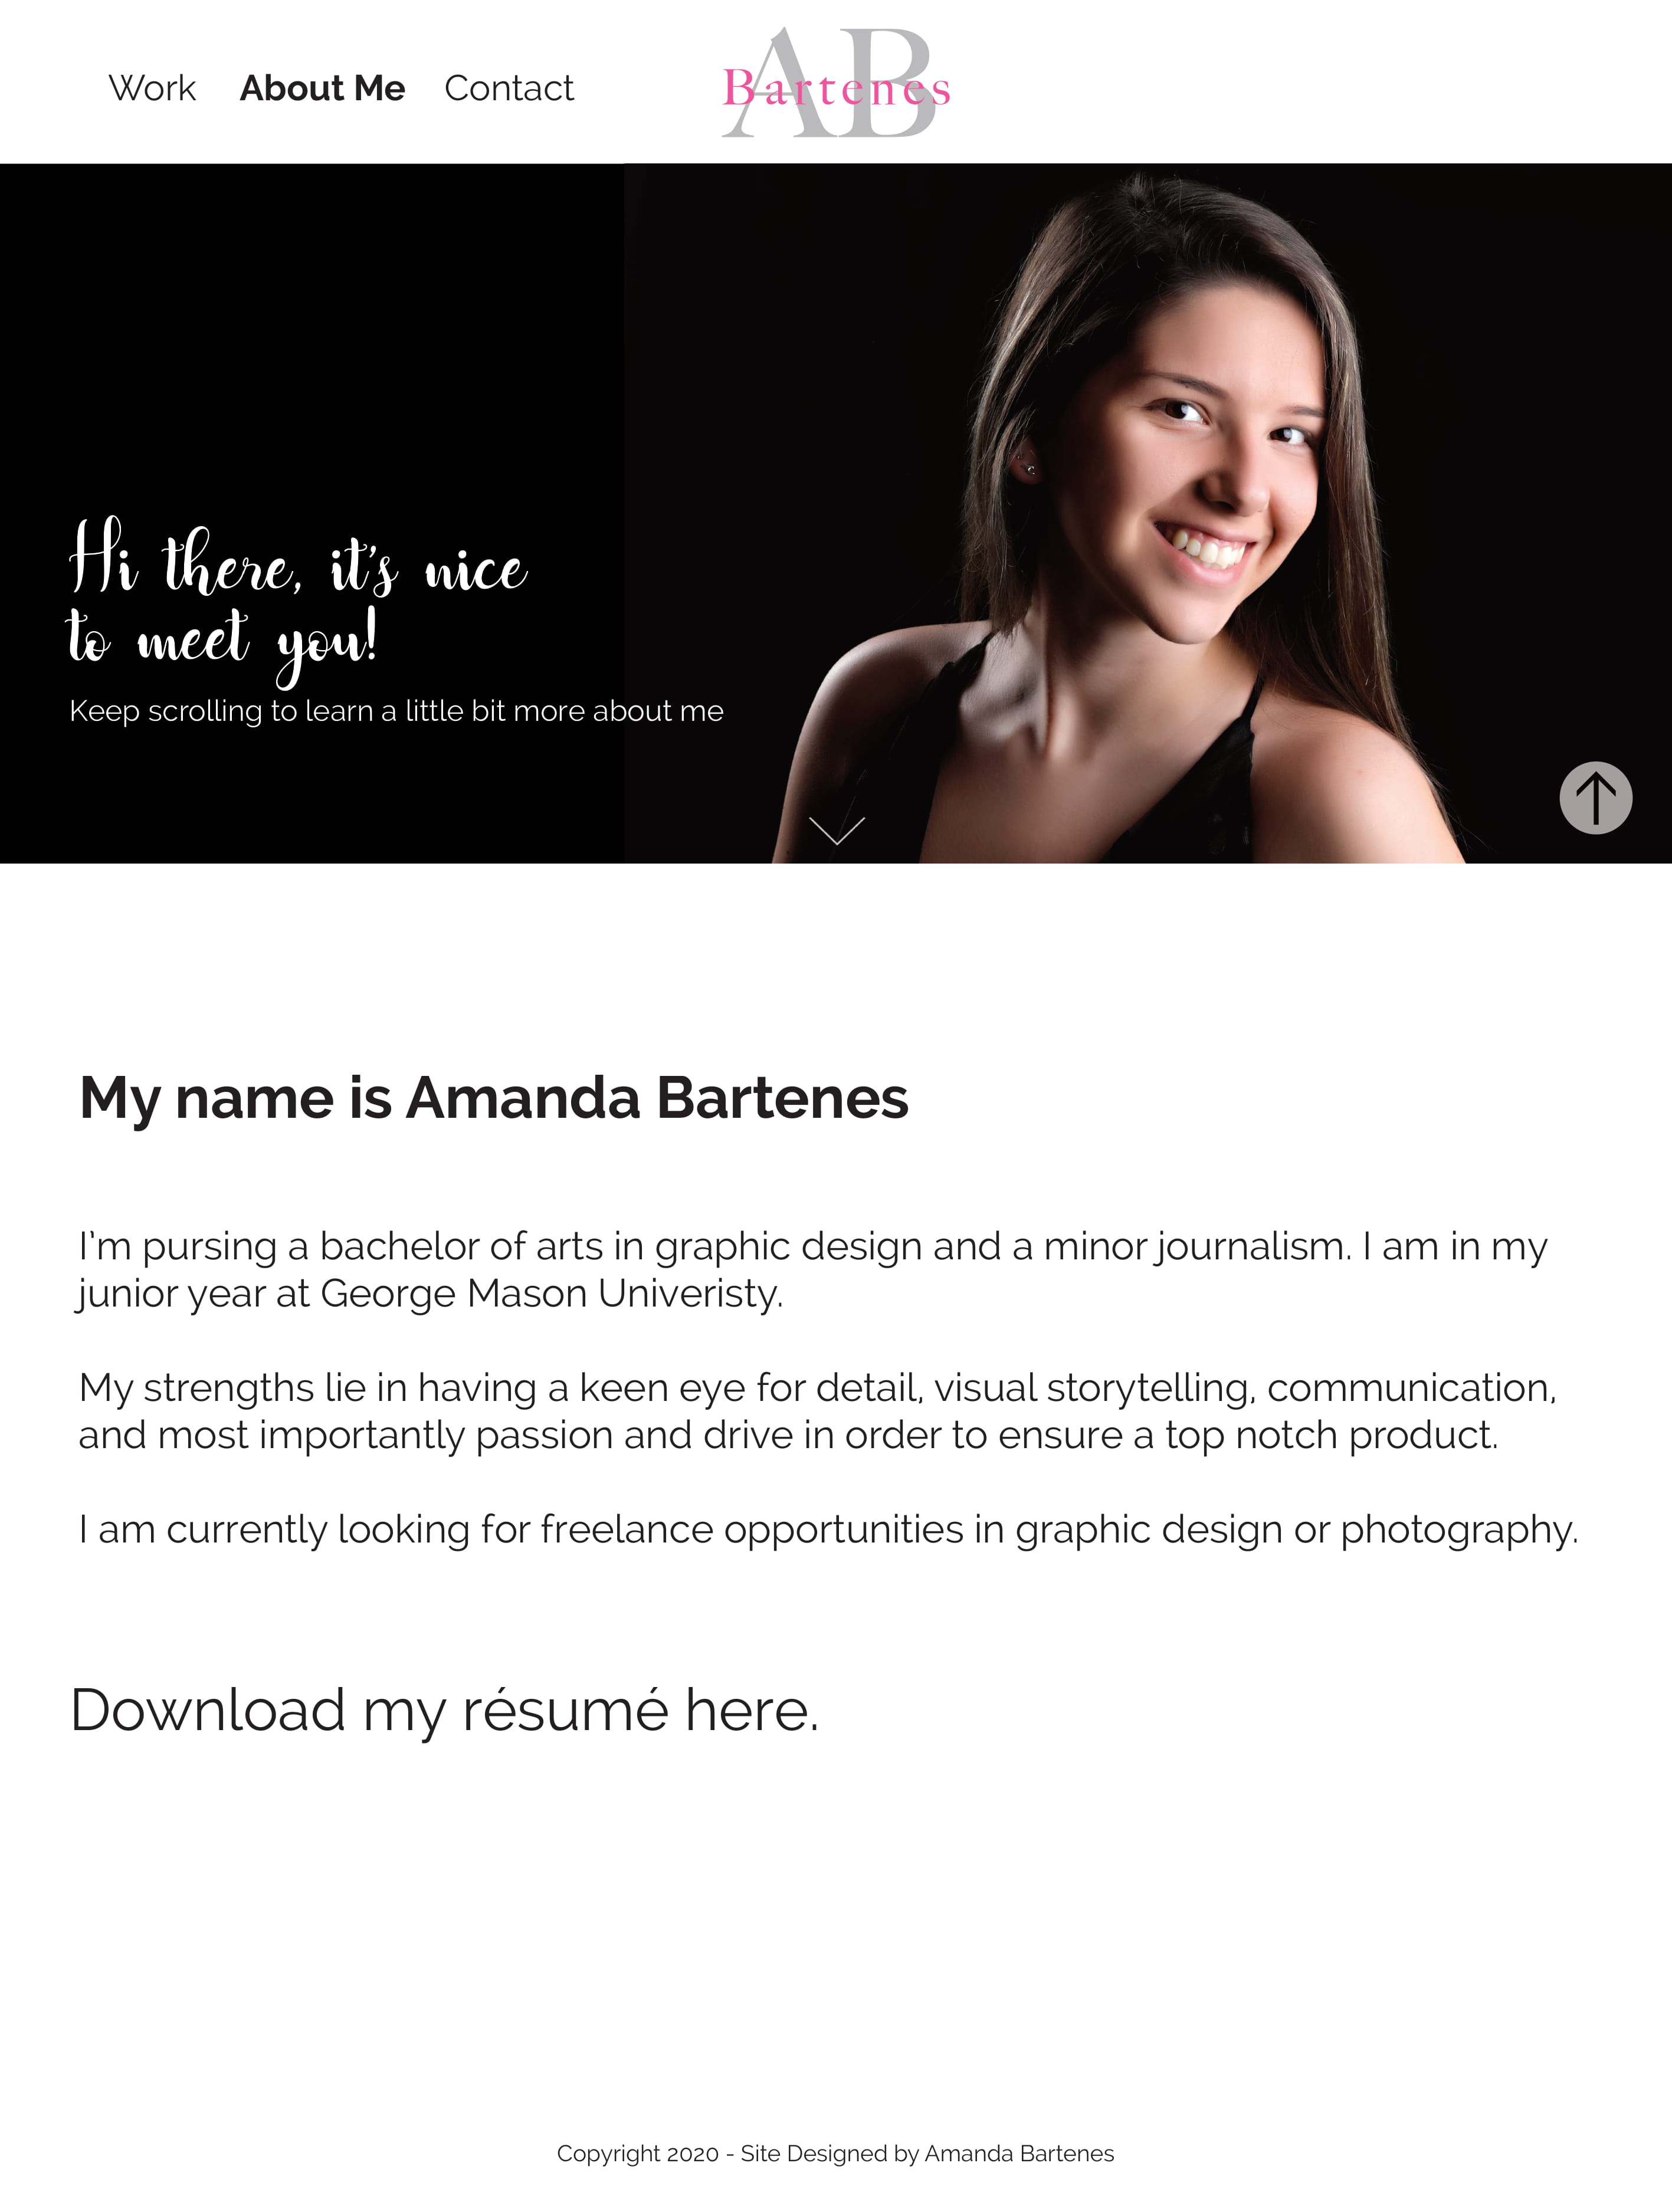 Work About Me Contact
AB
Bartenes
Hi there, it's nice
to meet you!
Keep scrolling to learn a little bit more about me
My name is Amanda Bartenes
I'm pursing a bachelor of arts in graphic design and a minor journalism. I am in my
junior year at George Mason Univeristy.
My strengths lie in having a keen eye for detail, visual storytelling, communication,
and most importantly passion and drive in order to ensure a top notch product.
I am currently looking for freelance opportunities in graphic design or photography.
Download my résumé here.
Copyright 2020 - Site Designed by Amanda Bartenes